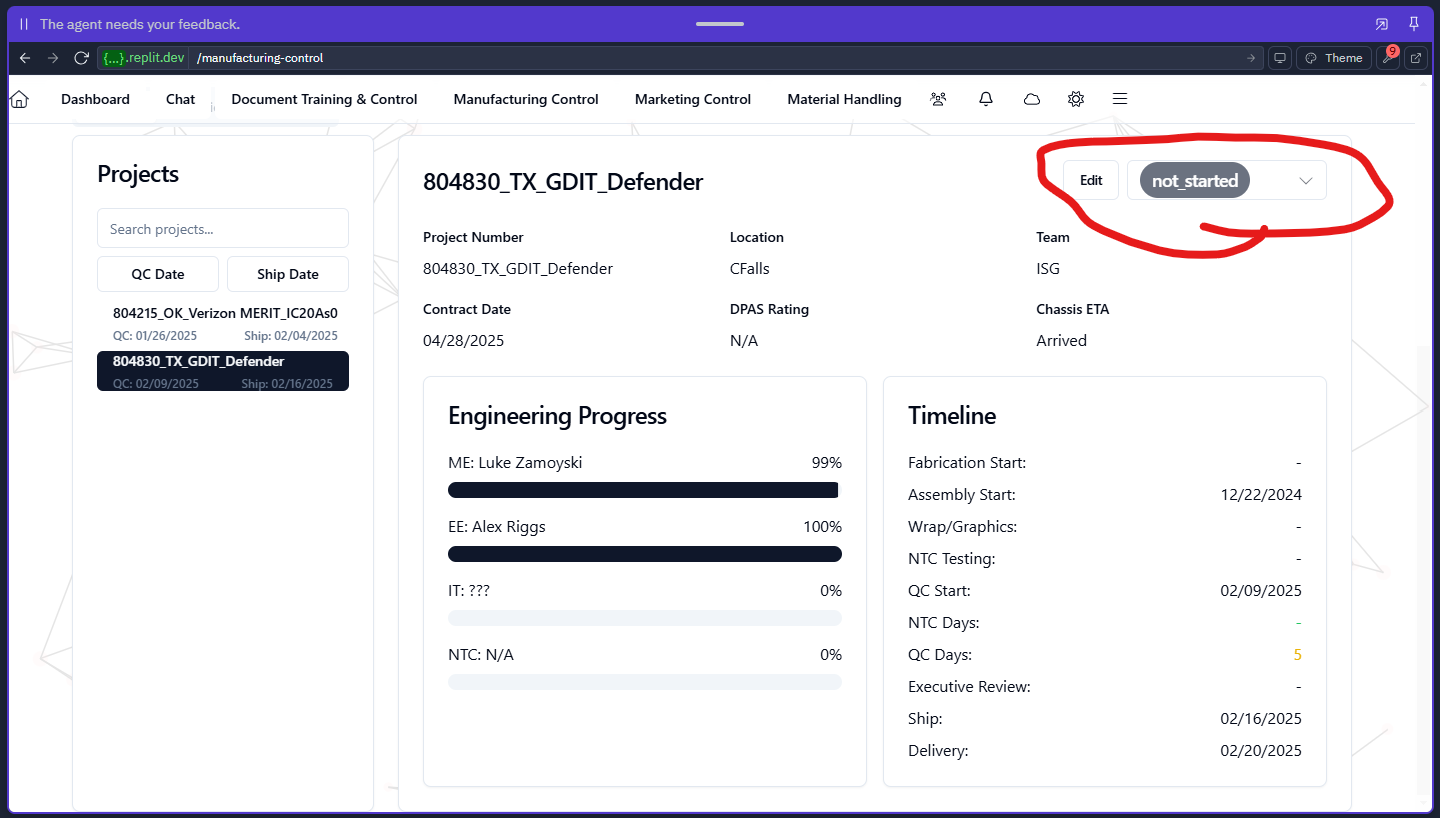 The agent needs your feedback.
{...}.replit.dev /manufacturing-control
Theme
9
Dashboard Chat Document Training & Control Manufacturing Control Marketing Control Material Handling
Projects
Search projects...
QC Date Ship Date
804215_OK_Verizon MERIT_IC20As0
QC: 01/26/2025 Ship: 02/04/2025
804830_TX_GDIT_Defender
QC: 02/09/2025 Ship: 02/16/2025
804830_TX_GDIT_Defender
Edit
not_started
Project Number Location Team
804830_TX_GDIT_Defender CFalls ISG
Contract Date DPAS Rating Chassis ETA
04/28/2025 N/A Arrived
Engineering Progress
ME: Luke Zamoyski 99%
EE: Alex Riggs 100%
IT: ??? 0%
NTC: N/A 0%
Timeline
Fabrication Start: -
Assembly Start: 12/22/2024
Wrap/Graphics: -
NTC Testing: -
QC Start: 02/09/2025
NTC Days: -
QC Days: 5
Executive Review: -
Ship: 02/16/2025
Delivery: 02/20/2025